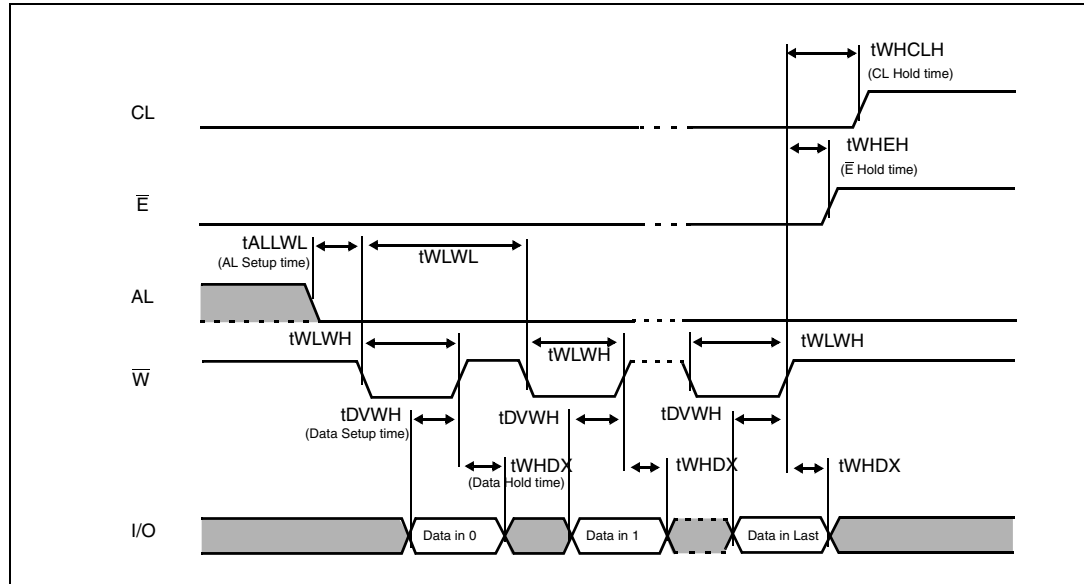 tWHCLH
(CL Hold time)
CL
tWHEH
(E̅ Hold time)
E̅
tALLWL
(AL Setup time)
tWLWL
AL
tWLWH
tWLWH
tWLWH
W̅
tDVWH
(Data Setup time)
tDVWH
tDVWH
tWHDX
(Data Hold time)
tWHDX
tWHDX
I/O
Data in 0
Data in 1
Data in Last